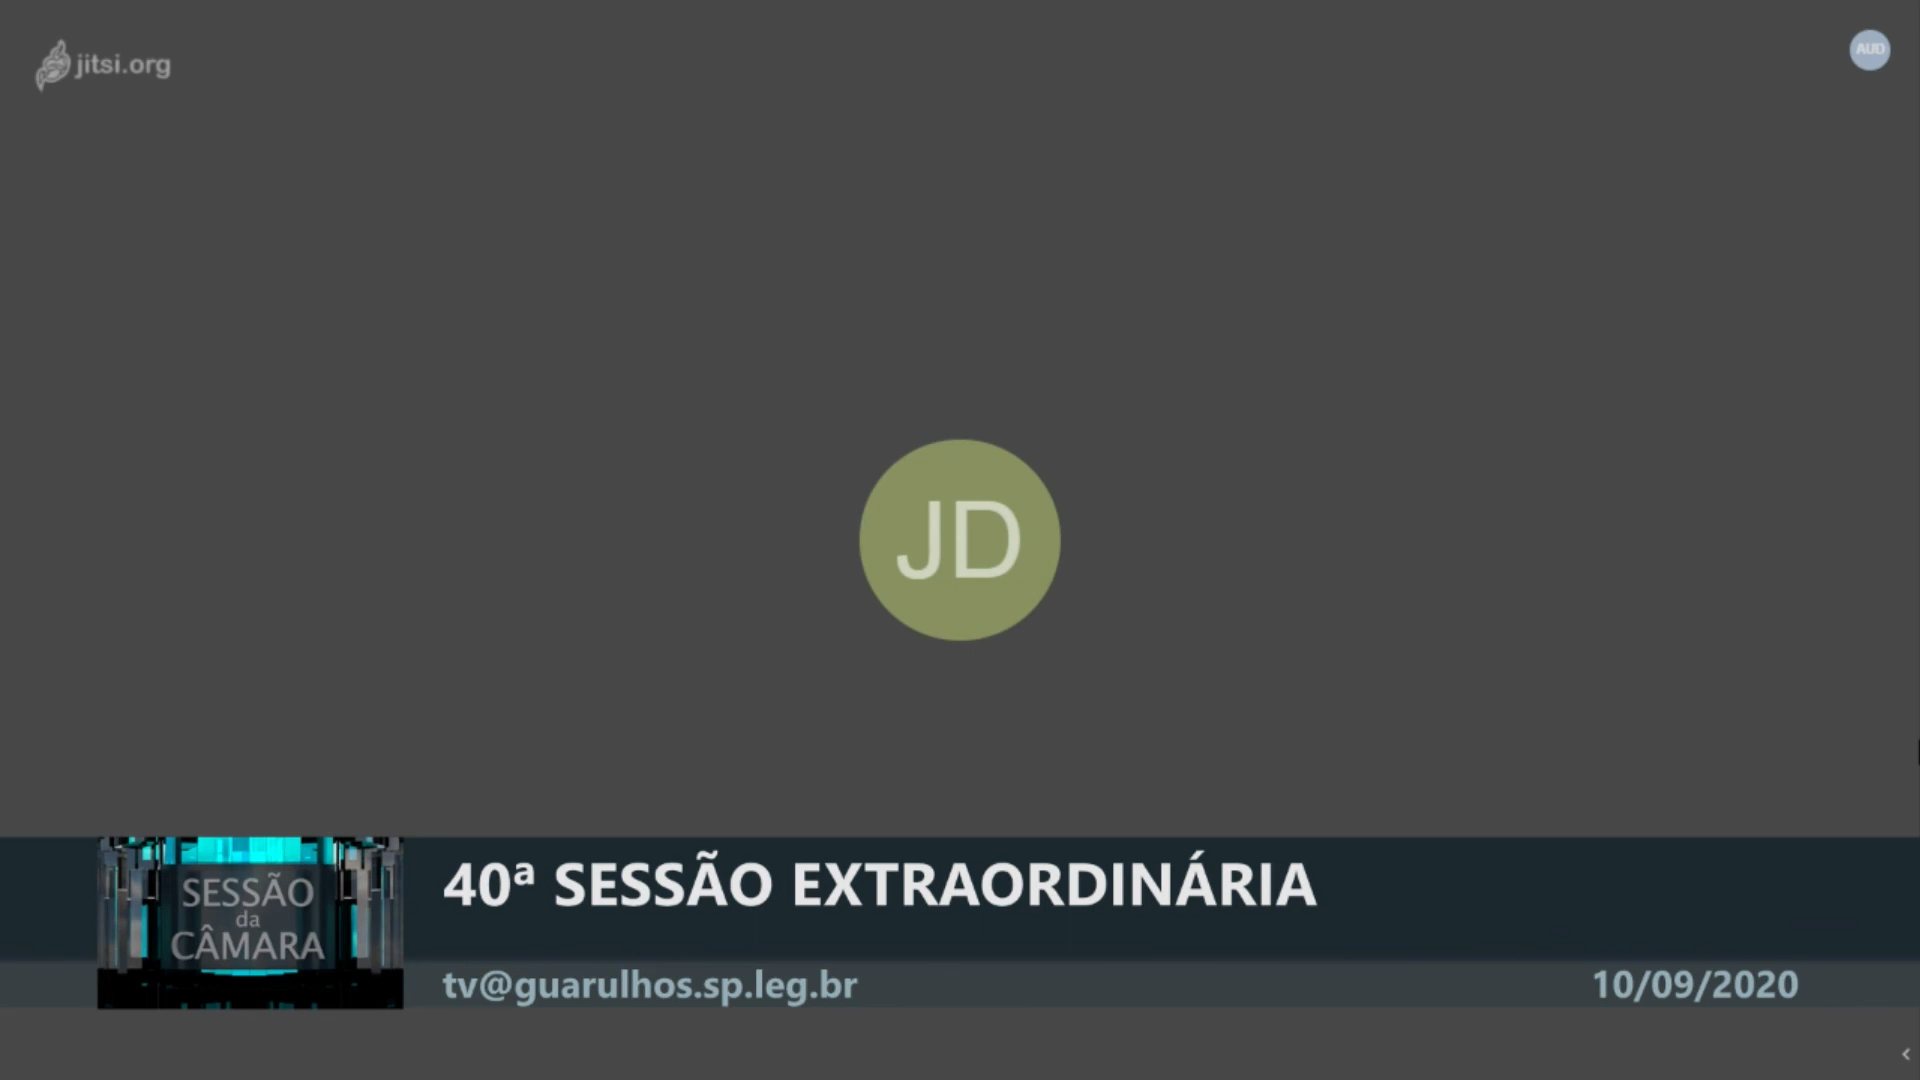 jitsi.org
AUD
JD
SESSÃO
da
CÂMARA
40ª SESSÃO EXTRAORDINÁRIA
tv@guarulhos.sp.leg.br
10/09/2020